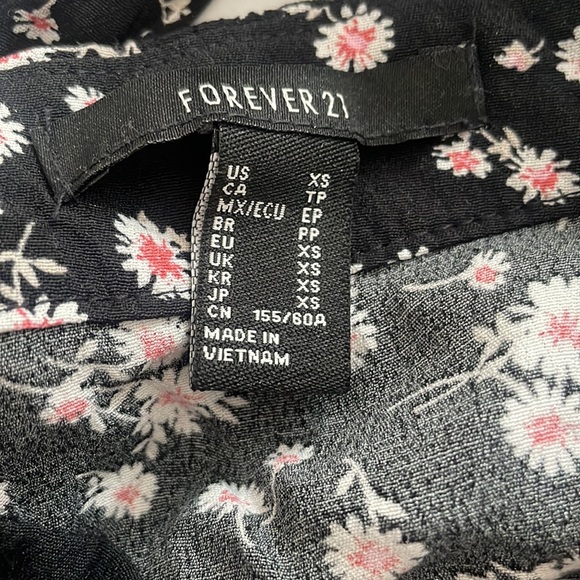 FOREVER 21
US XS
CA TP
MX/ECU EP
BR PP
EU XS
UK XS
KR XS
JP XS
CN 155/60A
MADE IN
VIETNAM